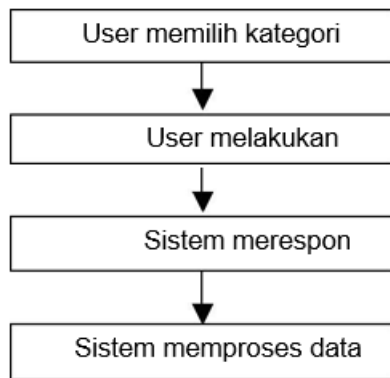 User memilih kategori
User melakukan
Sistem merespon
Sistem memproses data